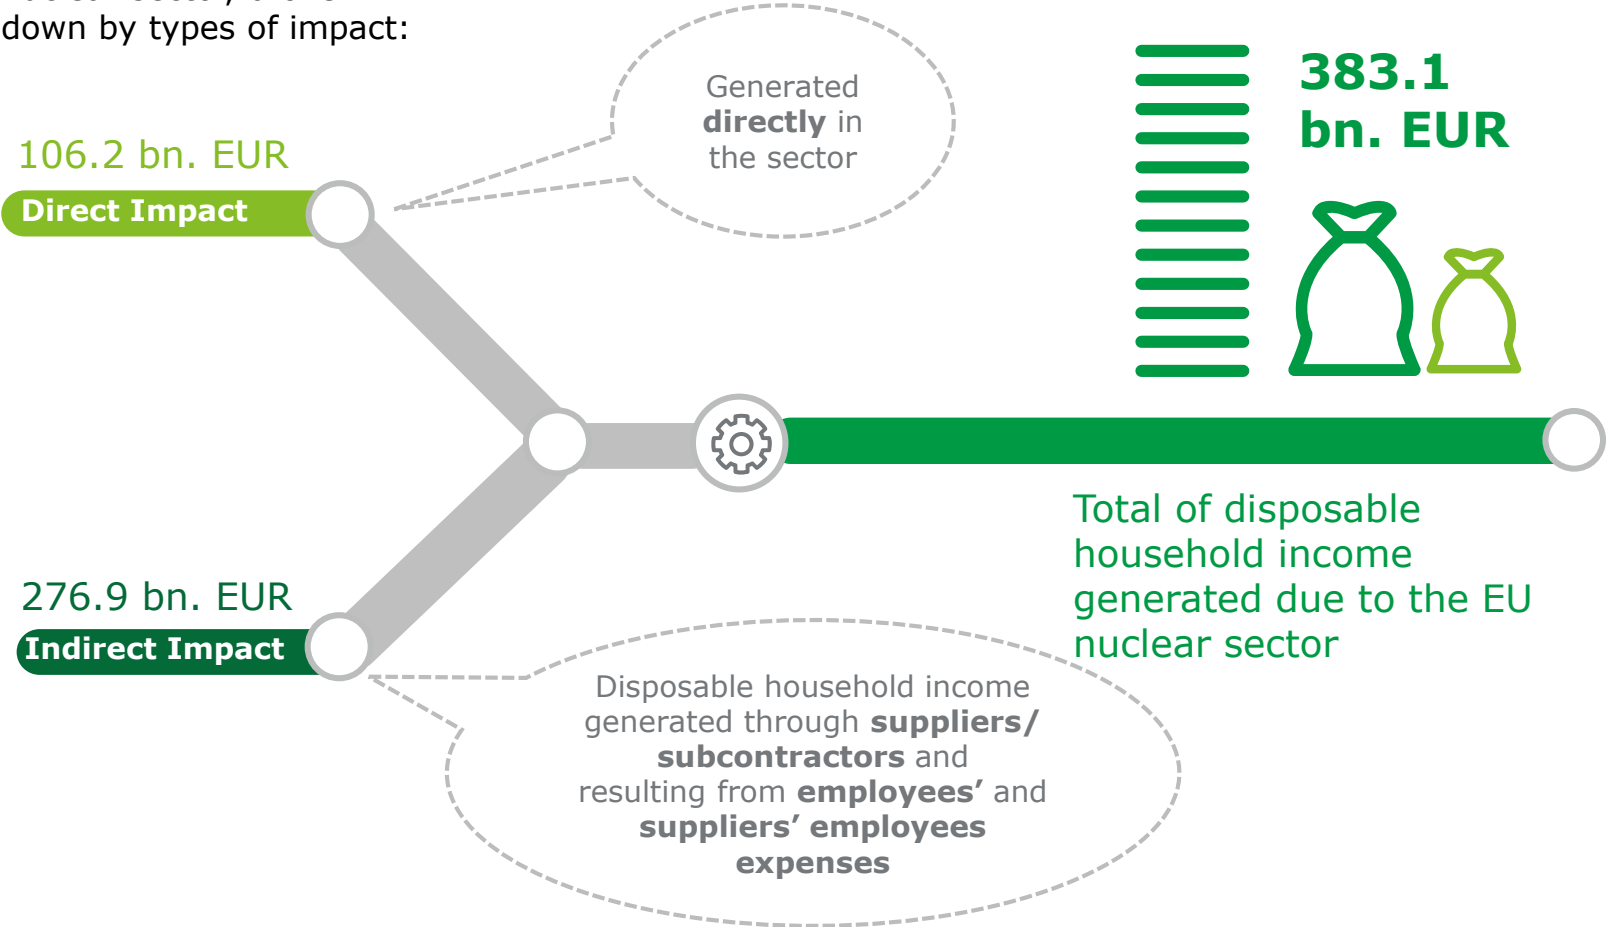 down by types of impact:
106.2 bn. EUR
Direct Impact
Generated
directly in
the sector
383.1
bn. EUR
276.9 bn. EUR
Indirect Impact
Total of disposable
household income
generated due to the EU
nuclear sector
Disposable household income
generated through suppliers/
subcontractors and
resulting from employees’ and
suppliers’ employees
expenses